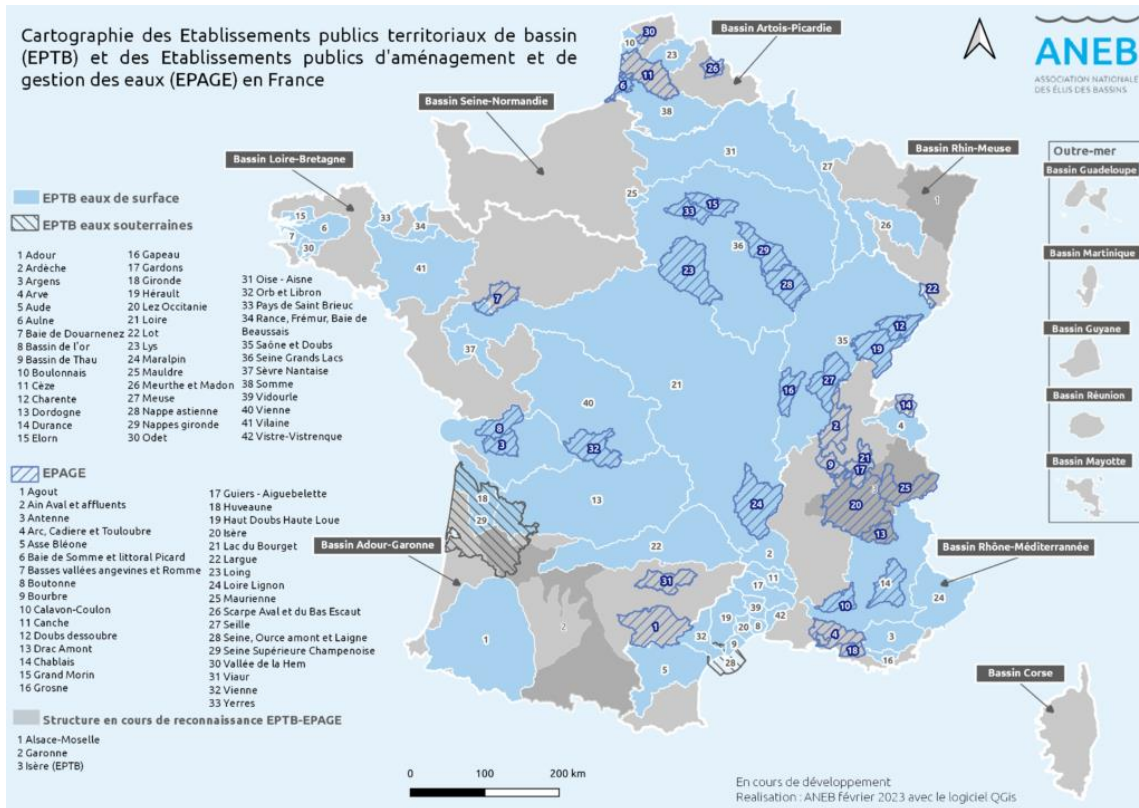 Cartographie des Etablissements publics territoriaux de bassin
(EPTB) et des Etablissements publics d'aménagement et de
gestion des eaux (EPAGE) en France
ANEB
ASSOCIATION NATIONALE
DES ÉLUS DES BASSINS
Bassin Artois-Picardie
Bassin Seine-Normandie
Bassin Loire-Bretagne
Bassin Rhin-Meuse
Bassin Adour-Garonne
Bassin Rhône-Méditerrannée
Bassin Corse
Outre-mer
Bassin Guadeloupe
Bassin Martinique
Bassin Guyane
Bassin Réunion
Bassin Mayotte
EPTB eaux de surface
EPTB eaux souterraines
1 Adour
2 Ardèche
3 Argens
4 Arve
5 Aude
6 Aulne
7 Baie de Douarnenez
8 Bassin de l'or
9 Bassin de Thau
10 Boulonnais
11 Cèze
12 Charente
13 Dordogne
14 Durance
15 Elorn
16 Gapeau
17 Gardons
18 Gironde
19 Hérault
20 Lez Occitanie
21 Loire
22 Lot
23 Lys
24 Maralpin
25 Mauldre
26 Meurthe et Madon
27 Meuse
28 Nappe astienne
29 Nappes gironde
30 Odet
31 Oise - Aisne
32 Orb et Libron
33 Pays de Saint Brieuc
34 Rance, Frémur, Baie de
Beaussais
35 Saône et Doubs
36 Seine Grands Lacs
37 Sèvre Nantaise
38 Somme
39 Vidourle
40 Vienne
41 Vilaine
42 Vistre-Vistrenque
EPAGE
1 Agout
2 Ain Aval et affluents
3 Antenne
4 Arc, Cadiere et Touloubre
5 Asse Bléone
6 Baie de Somme et littoral Picard
7 Basses vallées angevines et Romme
8 Boutonne
9 Bourbre
10 Calavon-Coulon
11 Canche
12 Doubs dessoubre
13 Drac Amont
14 Chablais
15 Grand Morin
16 Grosne
17 Guiers - Aiguebelette
18 Huveaune
19 Haut Doubs Haute Loue
20 Isère
21 Lac du Bourget
22 Largue
23 Loing
24 Loire Lignon
25 Maurienne
26 Scarpe Aval et du Bas Escaut
27 Seille
28 Seine, Ource amont et Laigne
29 Seine Supérieure Champenoise
30 Vallée de la Hem
31 Viaur
32 Vienne
33 Yerres
Structure en cours de reconnaissance EPTB-EPAGE
1 Alsace-Moselle
2 Garonne
3 Isère (EPTB)
0 100 200 km
En cours de développement
Realisation : ANEB février 2023 avec le logiciel QGis